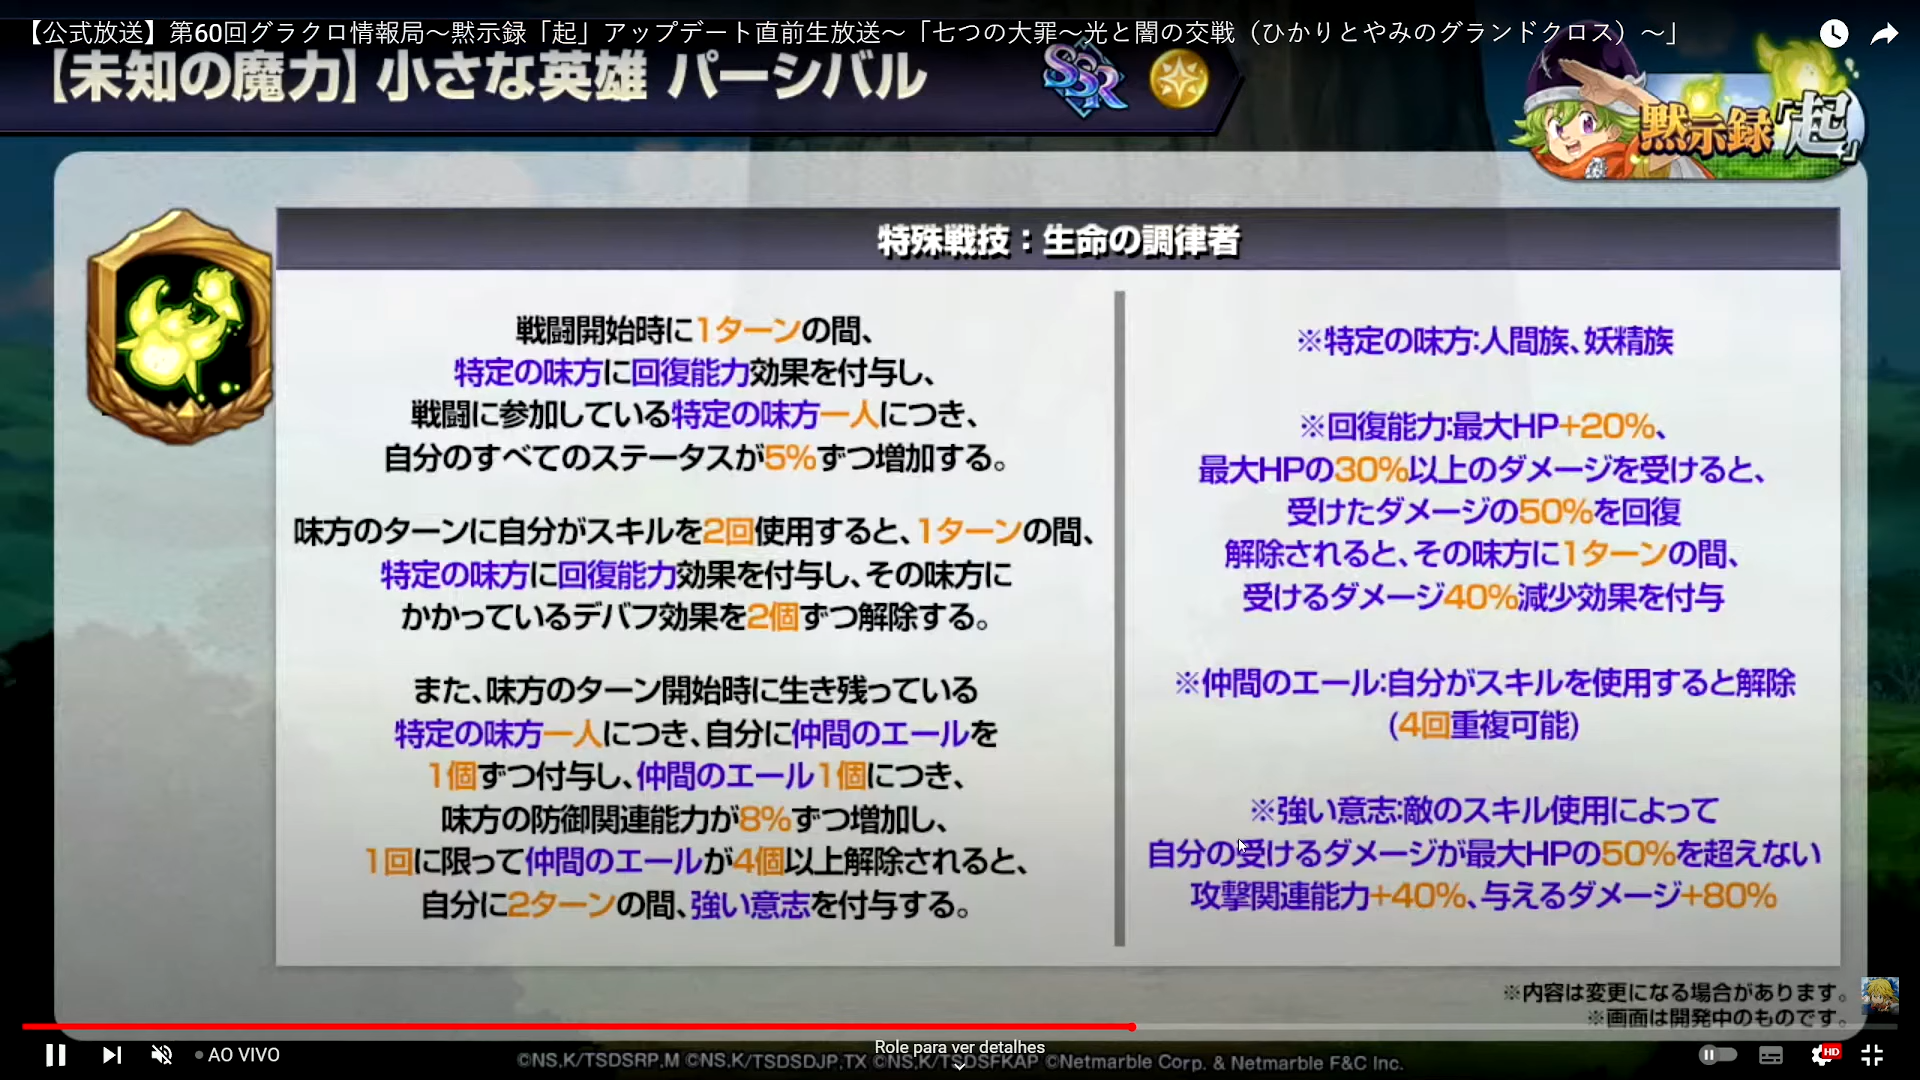 【公式放送】第60回グラクロ情報局～黙示録「起」アップデート直前生放送～「七つの大罪～光と闇の交戦（ひかりとやみのグランドクロス）～」
【未知の魔力】小さな英雄 パーシバル
SSR
黙示録「起」
特殊戦技：生命の調律者
戦闘開始時に1ターンの間、
特定の味方に回復能力効果を付与し、
戦闘に参加している特定の味方一人につき、
自分のすべてのステータスが5%ずつ増加する。
味方のターンに自分がスキルを2回使用すると、1ターンの間、
特定の味方に回復能力効果を付与し、その味方に
かかっているデバフ効果を2個ずつ解除する。
また、味方のターン開始時に生き残っている
特定の味方一人につき、自分に仲間のエールを
1個ずつ付与し、仲間のエール1個につき、
味方の防御関連能力が8%ずつ増加し、
1回に限って仲間のエールが4個以上解除されると、
自分に2ターンの間、強い意志を付与する。
※特定の味方:人間族、妖精族
※回復能力:最大HP+20%、
最大HPの30%以上のダメージを受けると、
受けたダメージの50%を回復
解除されると、その味方に1ターンの間、
受けるダメージ40%減少効果を付与
※仲間のエール:自分がスキルを使用すると解除
(4回重複可能)
※強い意志:敵のスキル使用によって
自分の受けるダメージが最大HPの50%を超えない
攻撃関連能力+40%、与えるダメージ+80%
※内容は変更になる場合があります。
※画面は開発中のものです。
AO VIVO
Role para ver detalhes
©NS,K/TSDSRP,M ©NS,K/TSDSDJP,TX ©NS,K/TSDSFKAP ©Netmarble Corp. & Netmarble F&C Inc.
HD